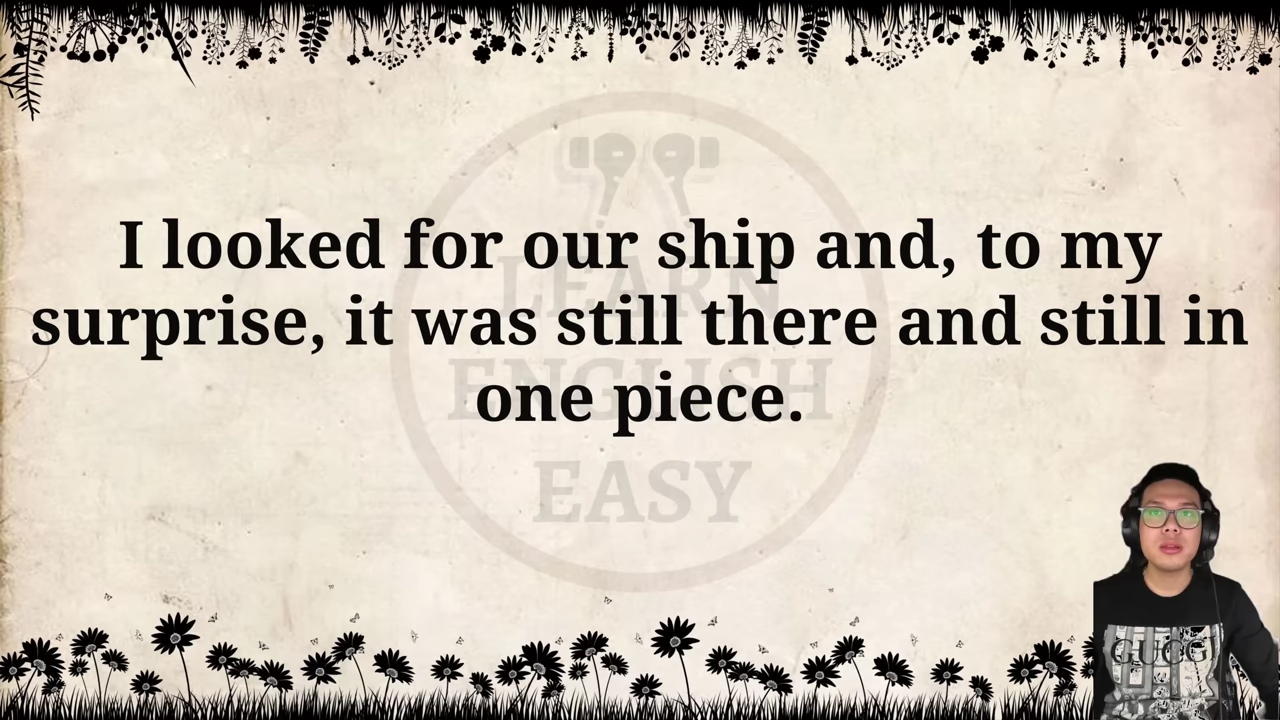 I looked for our ship and, to my
surprise, it was still there and still in
one piece.
LEARN
ENGLISH
EASY
GUCCI